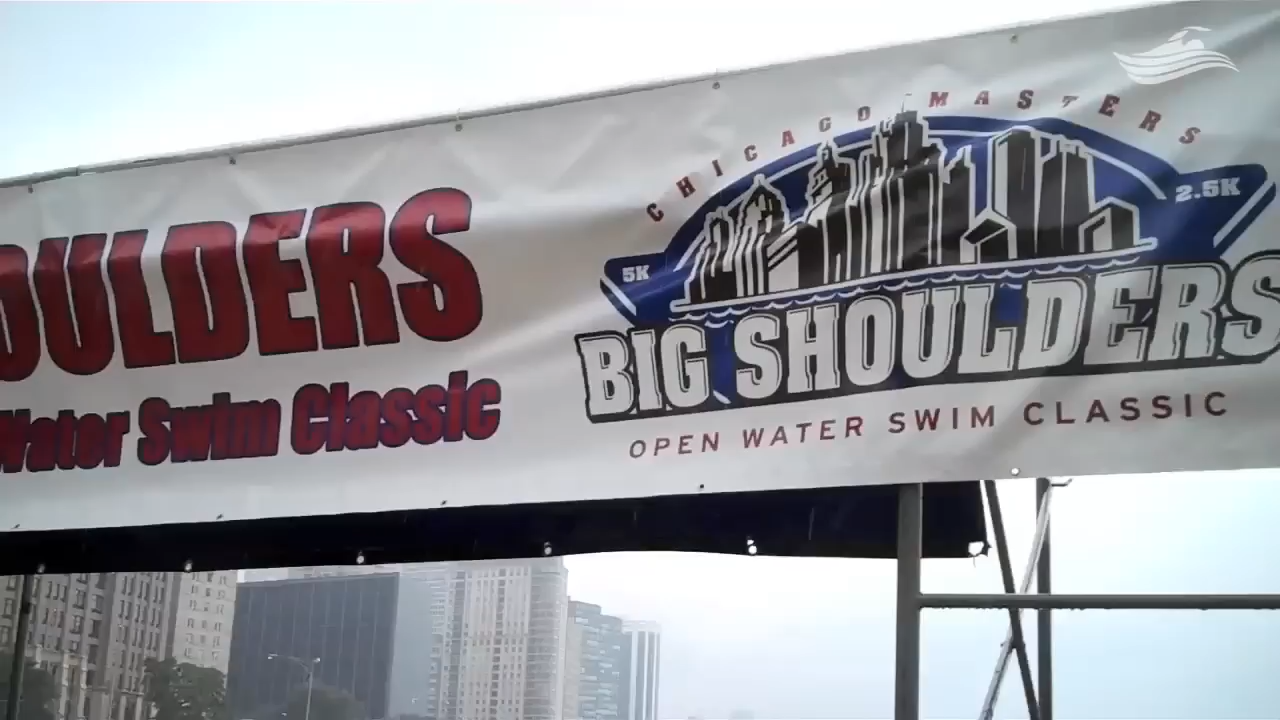 OULDERS
Water Swim Classic
CHICAGO MASTERS
5K
2.5K
BIG SHOULDERS
OPEN WATER SWIM CLASSIC